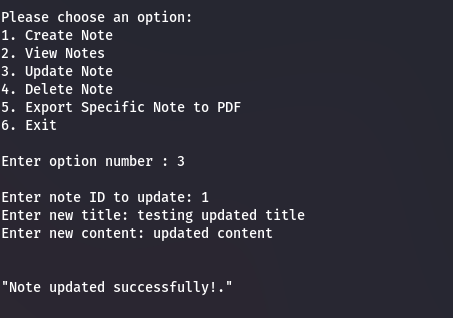 Please choose an option:
1. Create Note
2. View Notes
3. Update Note
4. Delete Note
5. Export Specific Note to PDF
6. Exit
Enter option number : 3
Enter note ID to update: 1
Enter new title: testing updated title
Enter new content: updated content
"Note updated successfully!."